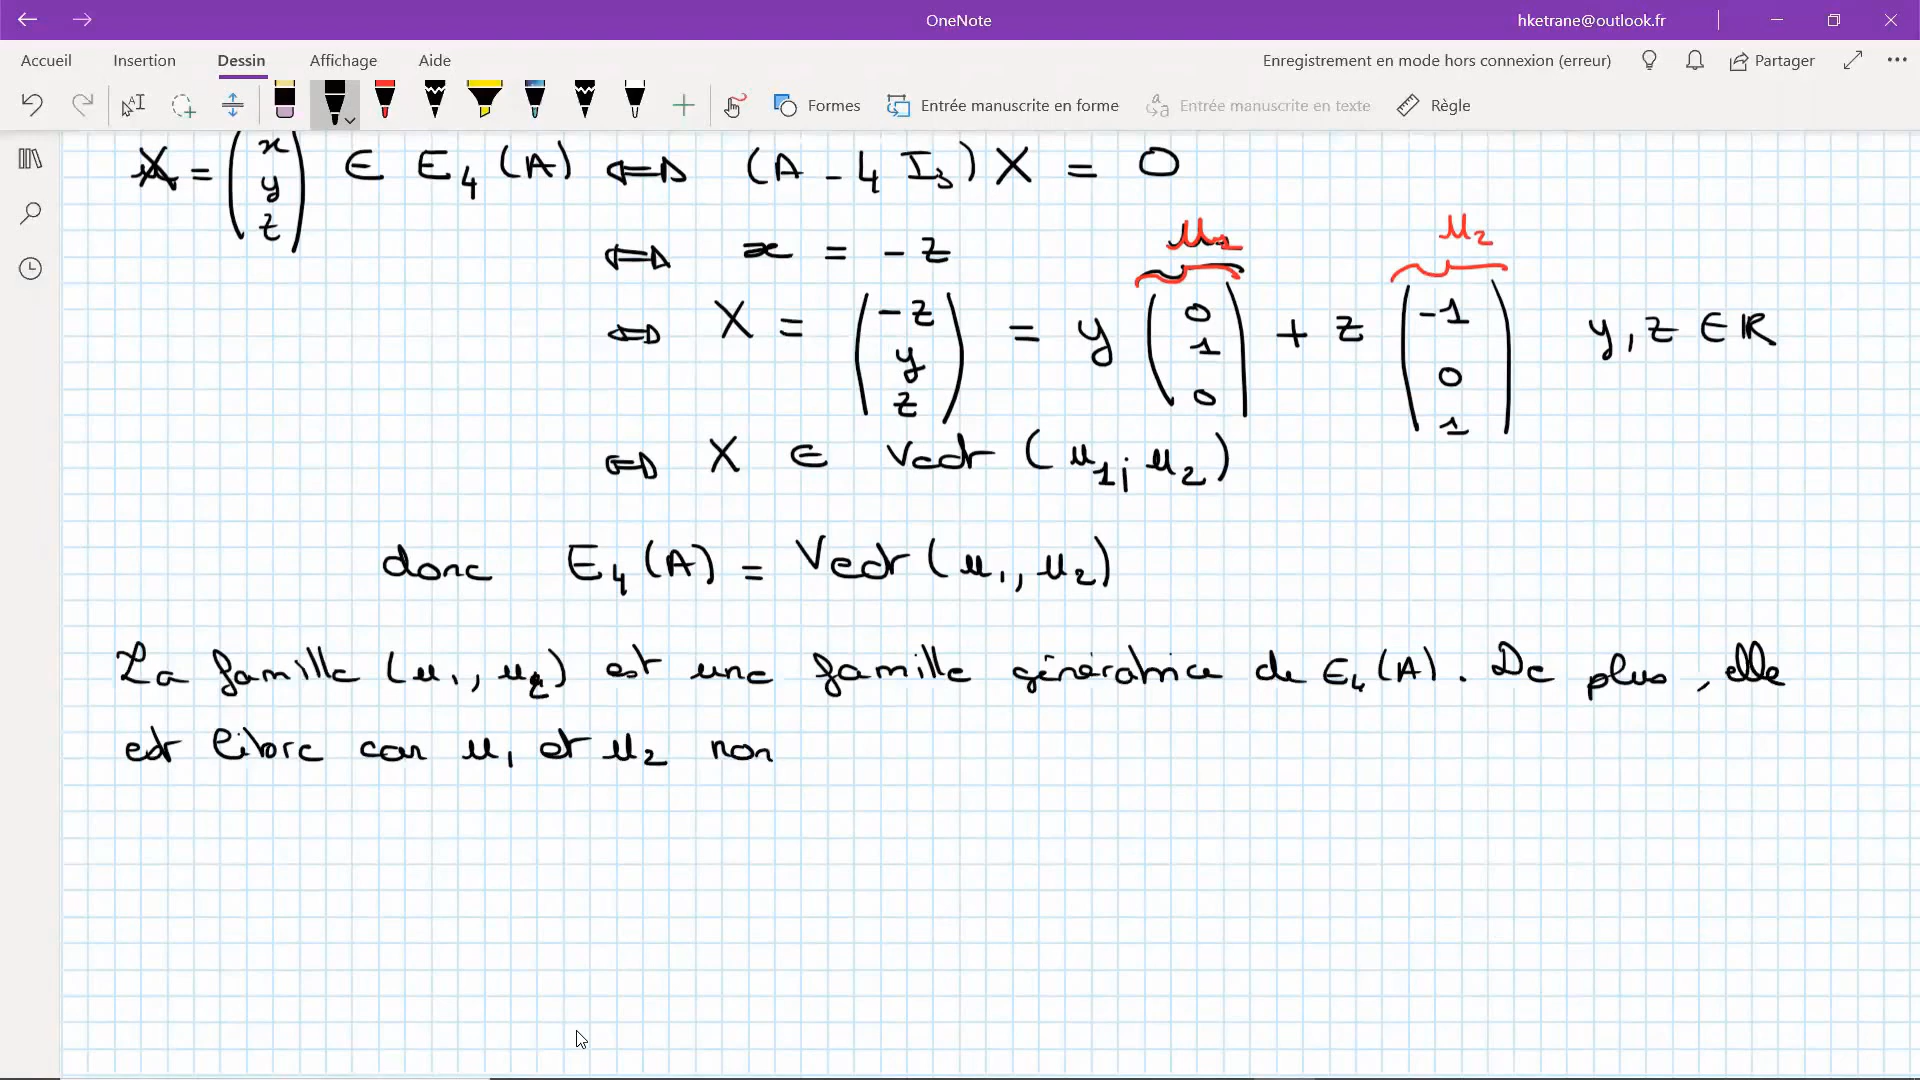 OneNote
hketrane@outlook.fr
Accueil Insertion Dessin Affichage Aide
Enregistrement en mode hors connexion (erreur) Partager
Formes Entrée manuscrite en forme Entrée manuscrite en texte Règle
X = (x y z) ∈ E₄(A) ⇔ (A - 4 I₃) X = 0
⇔ x = - z
u₁ u₂
⇔ X = (-z y z) = y (0 1 0) + z (-1 0 1) y, z ∈ ℝ
⇔ X ∈ Vect (u₁; u₂)
donc E₄(A) = Vect (u₁, u₂)
La famille (u₁, u₂) est une famille génératrice de E₄(A). De plus, elle
est libre car u₁ et u₂ non